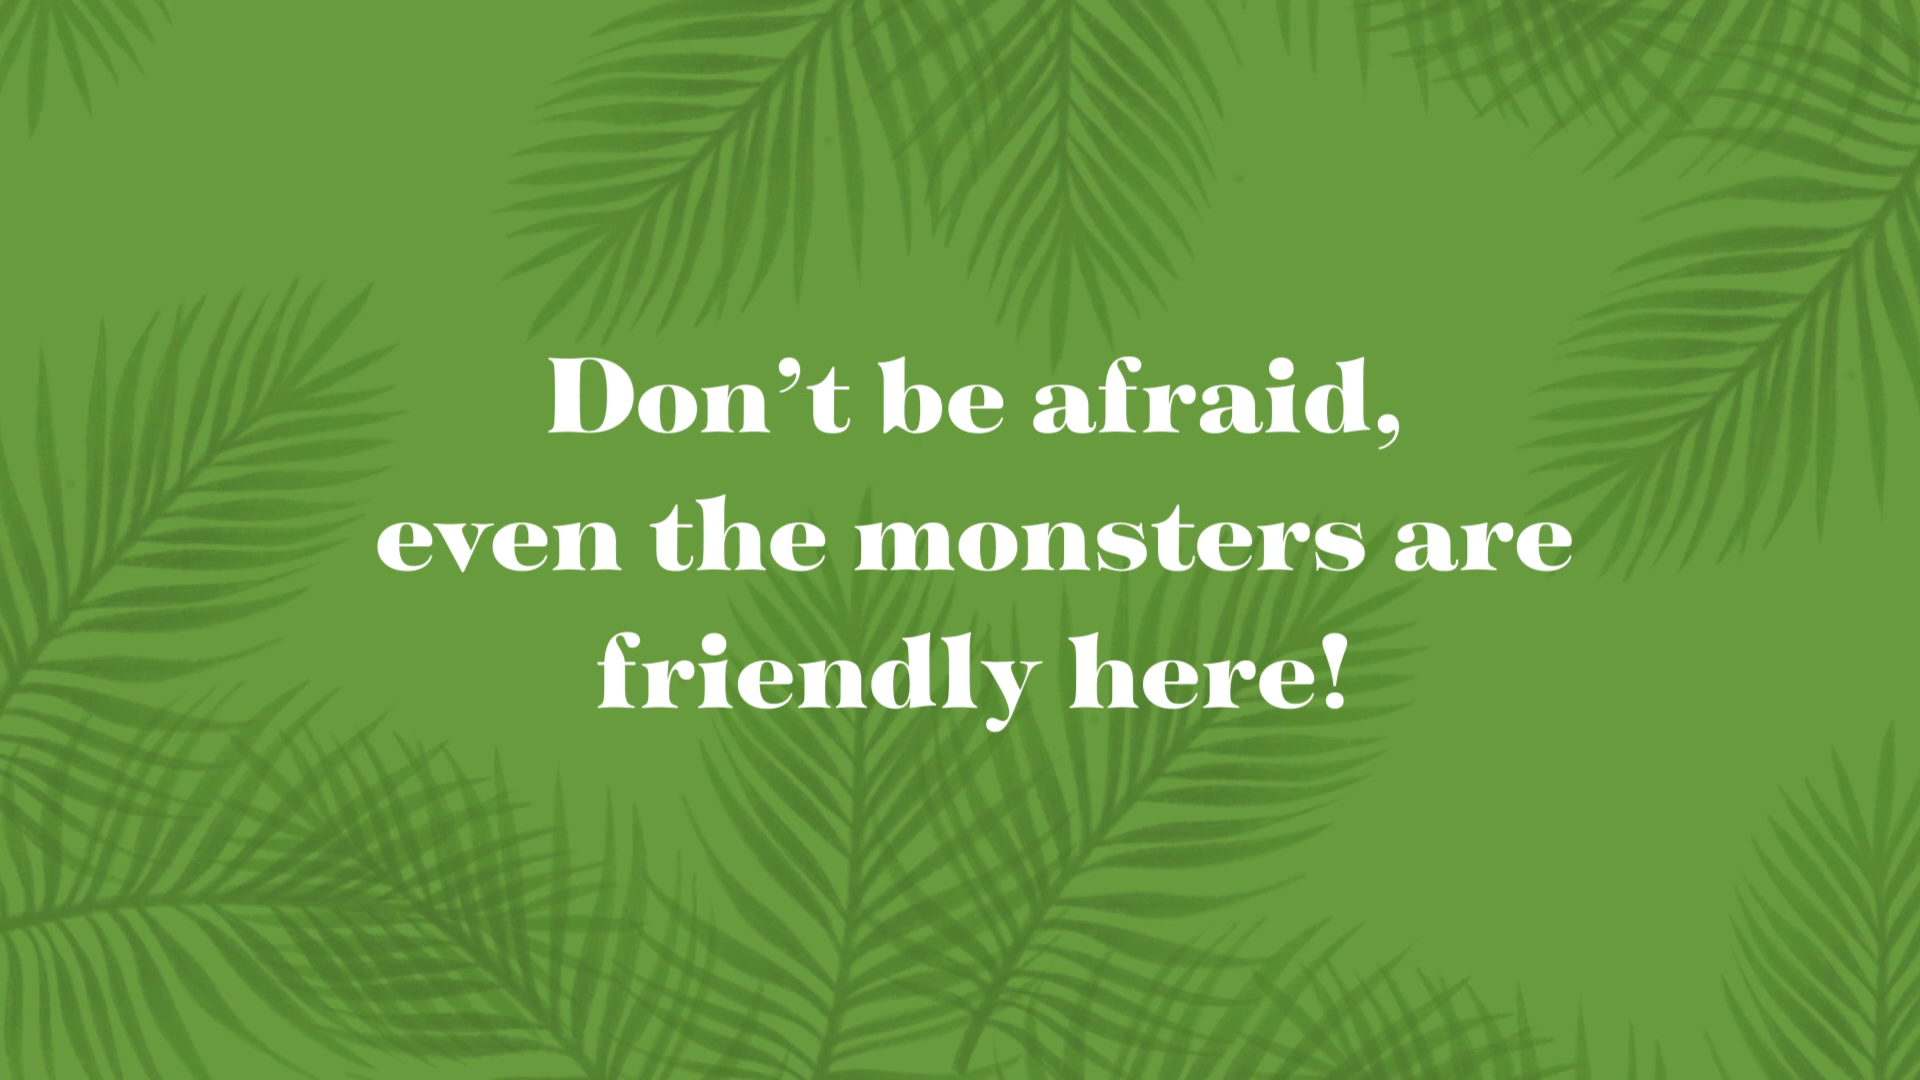 Don’t be afraid,
even the monsters are
friendly here!